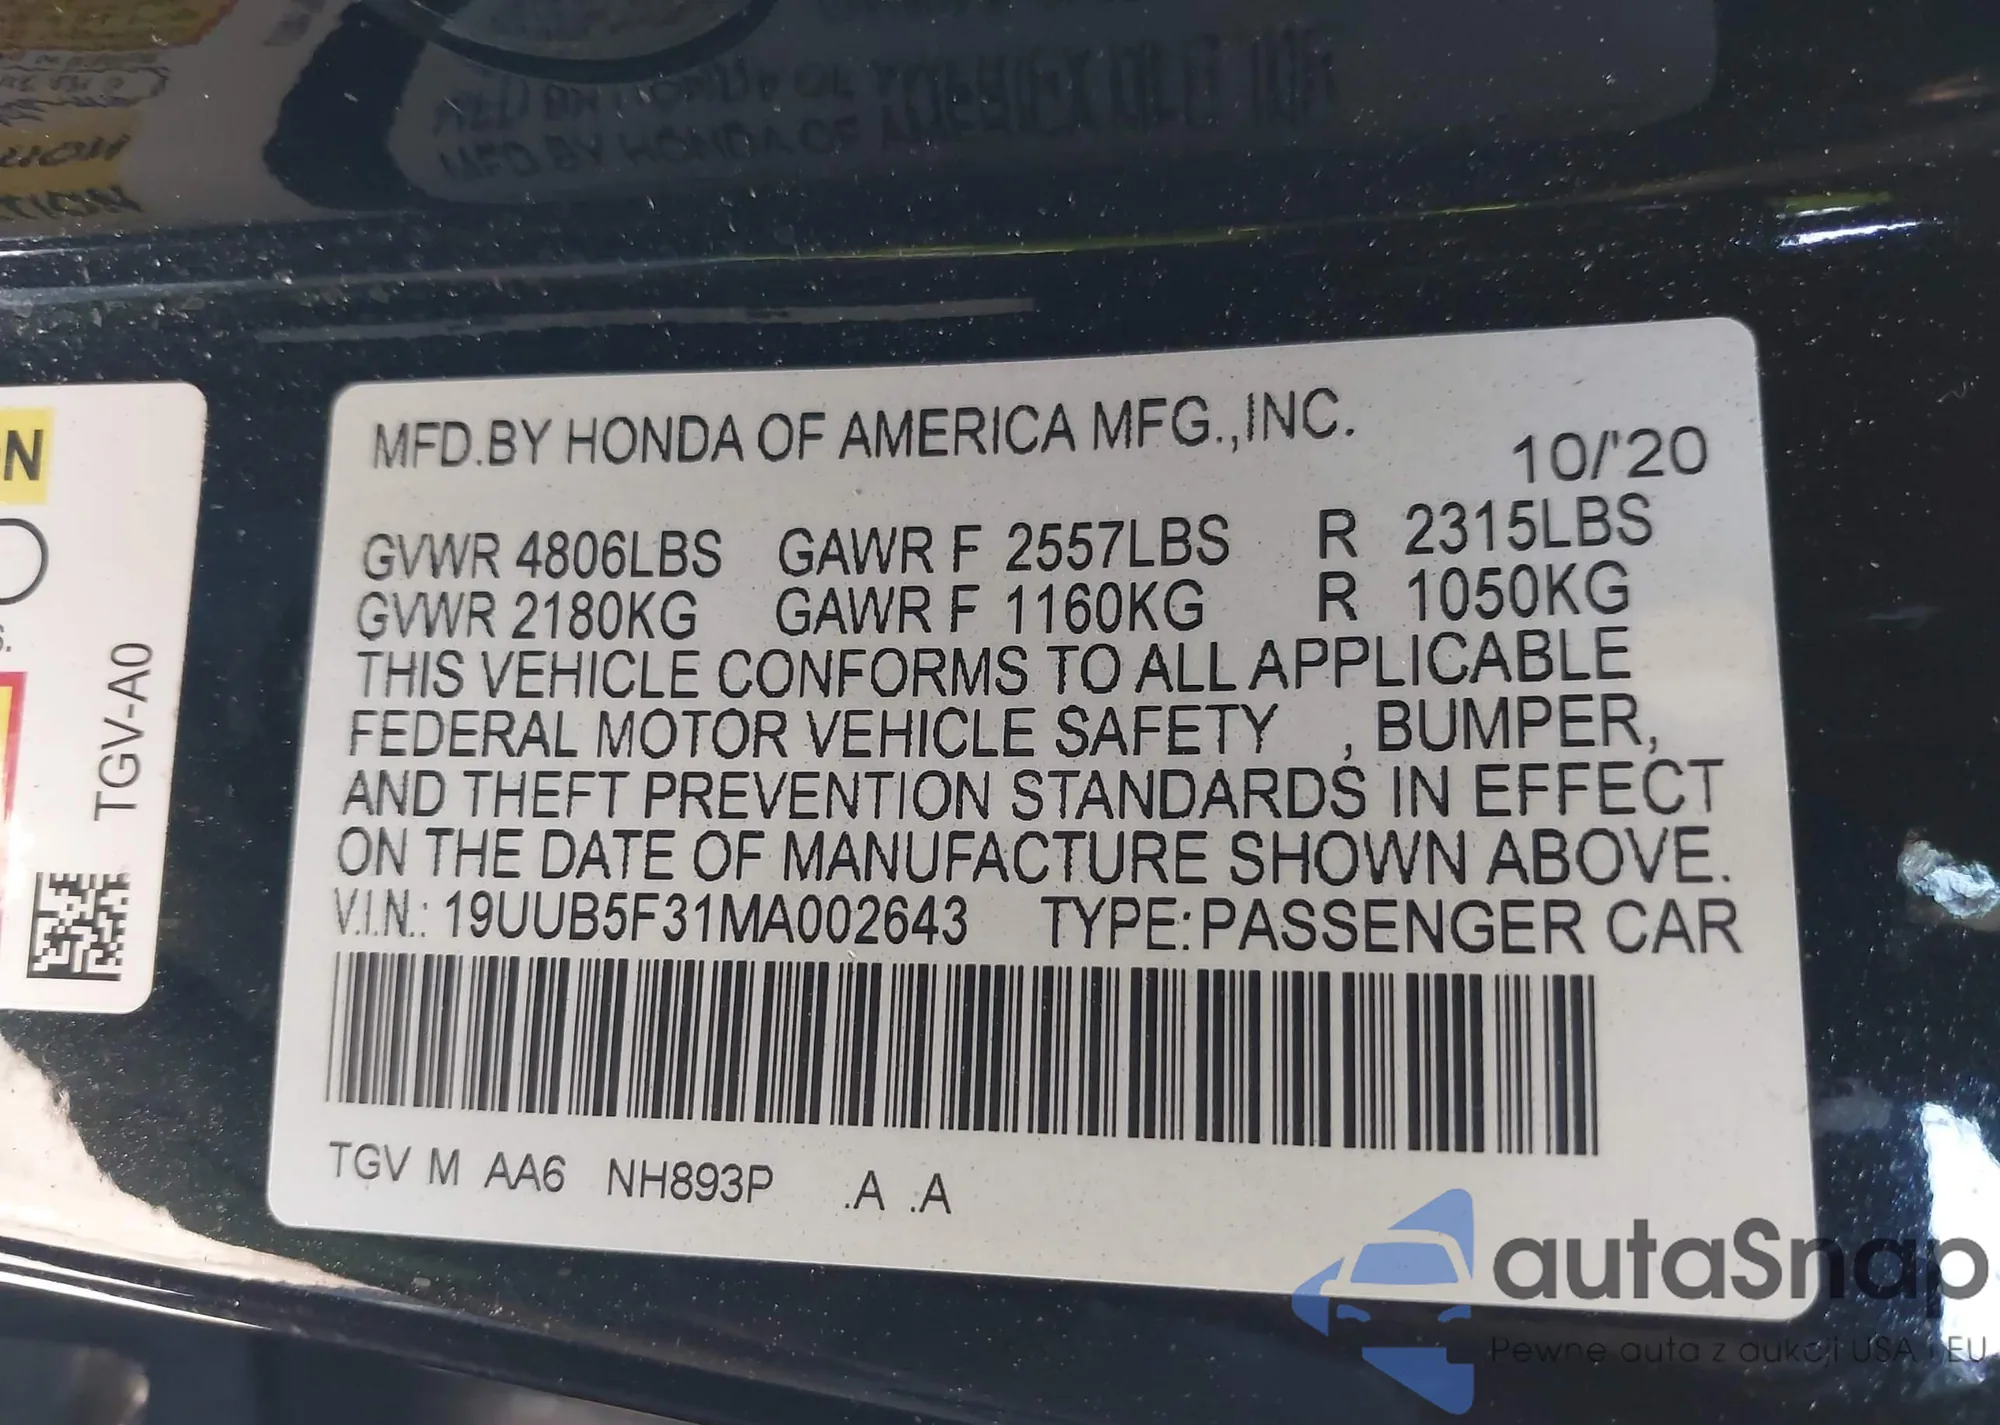 MFD.BY HONDA OF AMERICA MFG.,INC.
10/'20
GVWR 4806LBS GAWR F 2557LBS R 2315LBS
GVWR 2180KG GAWR F 1160KG R 1050KG
THIS VEHICLE CONFORMS TO ALL APPLICABLE
FEDERAL MOTOR VEHICLE SAFETY , BUMPER,
AND THEFT PREVENTION STANDARDS IN EFFECT
ON THE DATE OF MANUFACTURE SHOWN ABOVE.
V.I.N.: 19UUB5F31MA002643 TYPE:PASSENGER CAR
TGV M AA6 NH893P .A .A
TGV-A0
autaSnap
Pewne auta z aukcji USA i EU